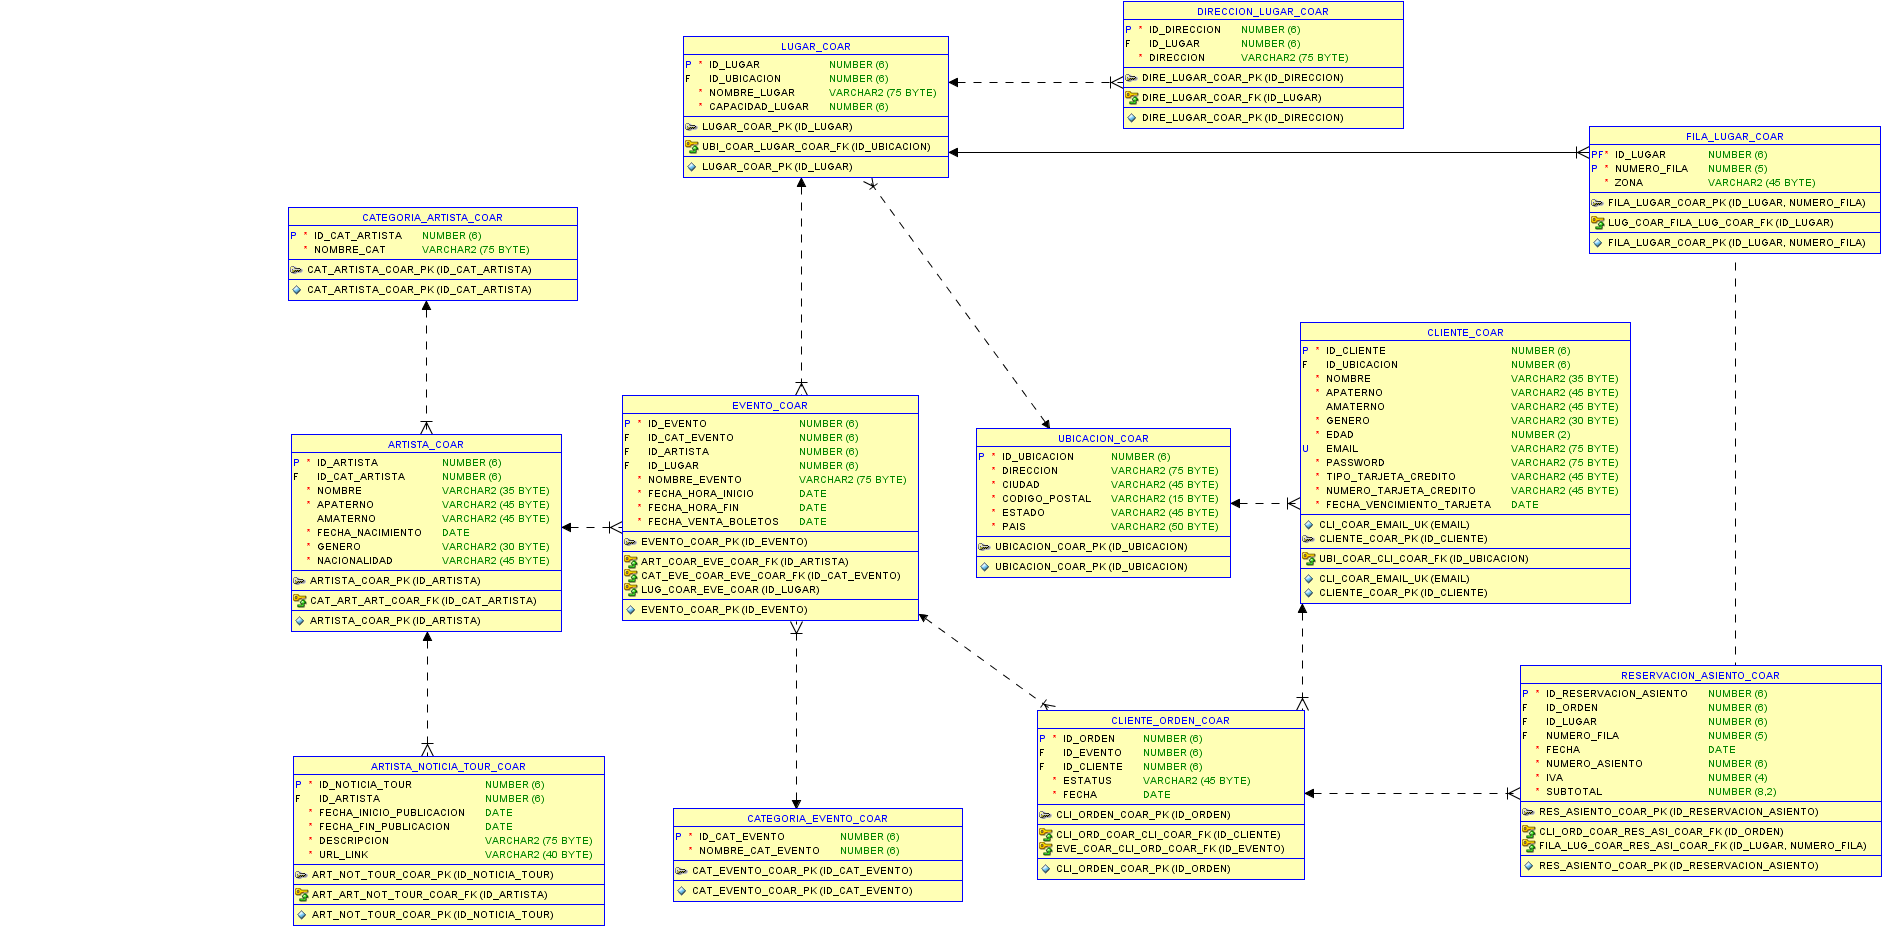 DIRECCION_LUGAR_COAR
P * ID_DIRECCION NUMBER (6)
F ID_LUGAR NUMBER (6)
* DIRECCION VARCHAR2 (75 BYTE)
DIRE_LUGAR_COAR_PK (ID_DIRECCION)
DIRE_LUGAR_COAR_FK (ID_LUGAR)
DIRE_LUGAR_COAR_PK (ID_DIRECCION)
LUGAR_COAR
P * ID_LUGAR NUMBER (6)
F ID_UBICACION NUMBER (6)
* NOMBRE_LUGAR VARCHAR2 (75 BYTE)
* CAPACIDAD_LUGAR NUMBER (6)
LUGAR_COAR_PK (ID_LUGAR)
UBI_COAR_LUGAR_COAR_FK (ID_UBICACION)
LUGAR_COAR_PK (ID_LUGAR)
FILA_LUGAR_COAR
PF* ID_LUGAR NUMBER (6)
P * NUMERO_FILA NUMBER (5)
* ZONA VARCHAR2 (45 BYTE)
FILA_LUGAR_COAR_PK (ID_LUGAR, NUMERO_FILA)
LUG_COAR_FILA_LUG_COAR_FK (ID_LUGAR)
FILA_LUGAR_COAR_PK (ID_LUGAR, NUMERO_FILA)
CATEGORIA_ARTISTA_COAR
P * ID_CAT_ARTISTA NUMBER (6)
* NOMBRE_CAT VARCHAR2 (75 BYTE)
CAT_ARTISTA_COAR_PK (ID_CAT_ARTISTA)
CAT_ARTISTA_COAR_PK (ID_CAT_ARTISTA)
CLIENTE_COAR
P * ID_CLIENTE NUMBER (6)
F ID_UBICACION NUMBER (6)
* NOMBRE VARCHAR2 (35 BYTE)
* APATERNO VARCHAR2 (45 BYTE)
AMATERNO VARCHAR2 (45 BYTE)
* GENERO VARCHAR2 (30 BYTE)
* EDAD NUMBER (2)
U EMAIL VARCHAR2 (75 BYTE)
* PASSWORD VARCHAR2 (75 BYTE)
* TIPO_TARJETA_CREDITO VARCHAR2 (45 BYTE)
* NUMERO_TARJETA_CREDITO VARCHAR2 (45 BYTE)
* FECHA_VENCIMIENTO_TARJETA DATE
CLI_COAR_EMAIL_UK (EMAIL)
CLIENTE_COAR_PK (ID_CLIENTE)
UBI_COAR_CLI_COAR_FK (ID_UBICACION)
CLI_COAR_EMAIL_UK (EMAIL)
CLIENTE_COAR_PK (ID_CLIENTE)
EVENTO_COAR
P * ID_EVENTO NUMBER (6)
F ID_CAT_EVENTO NUMBER (6)
F ID_ARTISTA NUMBER (6)
F ID_LUGAR NUMBER (6)
* NOMBRE_EVENTO VARCHAR2 (75 BYTE)
* FECHA_HORA_INICIO DATE
* FECHA_HORA_FIN DATE
* FECHA_VENTA_BOLETOS DATE
EVENTO_COAR_PK (ID_EVENTO)
ART_COAR_EVE_COAR_FK (ID_ARTISTA)
CAT_EVE_COAR_EVE_COAR_FK (ID_CAT_EVENTO)
LUG_COAR_EVE_COAR (ID_LUGAR)
EVENTO_COAR_PK (ID_EVENTO)
UBICACION_COAR
P * ID_UBICACION NUMBER (6)
* DIRECCION VARCHAR2 (75 BYTE)
* CIUDAD VARCHAR2 (45 BYTE)
* CODIGO_POSTAL VARCHAR2 (15 BYTE)
* ESTADO VARCHAR2 (45 BYTE)
* PAIS VARCHAR2 (50 BYTE)
UBICACION_COAR_PK (ID_UBICACION)
UBICACION_COAR_PK (ID_UBICACION)
ARTISTA_COAR
P * ID_ARTISTA NUMBER (6)
F ID_CAT_ARTISTA NUMBER (6)
* NOMBRE VARCHAR2 (35 BYTE)
* APATERNO VARCHAR2 (45 BYTE)
AMATERNO VARCHAR2 (45 BYTE)
* FECHA_NACIMIENTO DATE
* GENERO VARCHAR2 (30 BYTE)
* NACIONALIDAD VARCHAR2 (45 BYTE)
ARTISTA_COAR_PK (ID_ARTISTA)
CAT_ART_ART_COAR_FK (ID_CAT_ARTISTA)
ARTISTA_COAR_PK (ID_ARTISTA)
RESERVACION_ASIENTO_COAR
P * ID_RESERVACION_ASIENTO NUMBER (6)
F ID_ORDEN NUMBER (6)
F ID_LUGAR NUMBER (6)
F NUMERO_FILA NUMBER (5)
* FECHA DATE
* NUMERO_ASIENTO NUMBER (6)
* IVA NUMBER (4)
* SUBTOTAL NUMBER (8,2)
RES_ASIENTO_COAR_PK (ID_RESERVACION_ASIENTO)
CLI_ORD_COAR_RES_ASI_COAR_FK (ID_ORDEN)
FILA_LUG_COAR_RES_ASI_COAR_FK (ID_LUGAR, NUMERO_FILA)
RES_ASIENTO_COAR_PK (ID_RESERVACION_ASIENTO)
CLIENTE_ORDEN_COAR
P * ID_ORDEN NUMBER (6)
F ID_EVENTO NUMBER (6)
F ID_CLIENTE NUMBER (6)
* ESTATUS VARCHAR2 (45 BYTE)
* FECHA DATE
CLI_ORDEN_COAR_PK (ID_ORDEN)
CLI_ORD_COAR_CLI_COAR_FK (ID_CLIENTE)
EVE_COAR_CLI_ORD_COAR_FK (ID_EVENTO)
CLI_ORDEN_COAR_PK (ID_ORDEN)
ARTISTA_NOTICIA_TOUR_COAR
P * ID_NOTICIA_TOUR NUMBER (6)
F ID_ARTISTA NUMBER (6)
* FECHA_INICIO_PUBLICACION DATE
* FECHA_FIN_PUBLICACION DATE
* DESCRIPCION VARCHAR2 (75 BYTE)
* URL_LINK VARCHAR2 (40 BYTE)
ART_NOT_TOUR_COAR_PK (ID_NOTICIA_TOUR)
ART_ART_NOT_TOUR_COAR_FK (ID_ARTISTA)
ART_NOT_TOUR_COAR_PK (ID_NOTICIA_TOUR)
CATEGORIA_EVENTO_COAR
P * ID_CAT_EVENTO NUMBER (6)
* NOMBRE_CAT_EVENTO NUMBER (6)
CAT_EVENTO_COAR_PK (ID_CAT_EVENTO)
CAT_EVENTO_COAR_PK (ID_CAT_EVENTO)